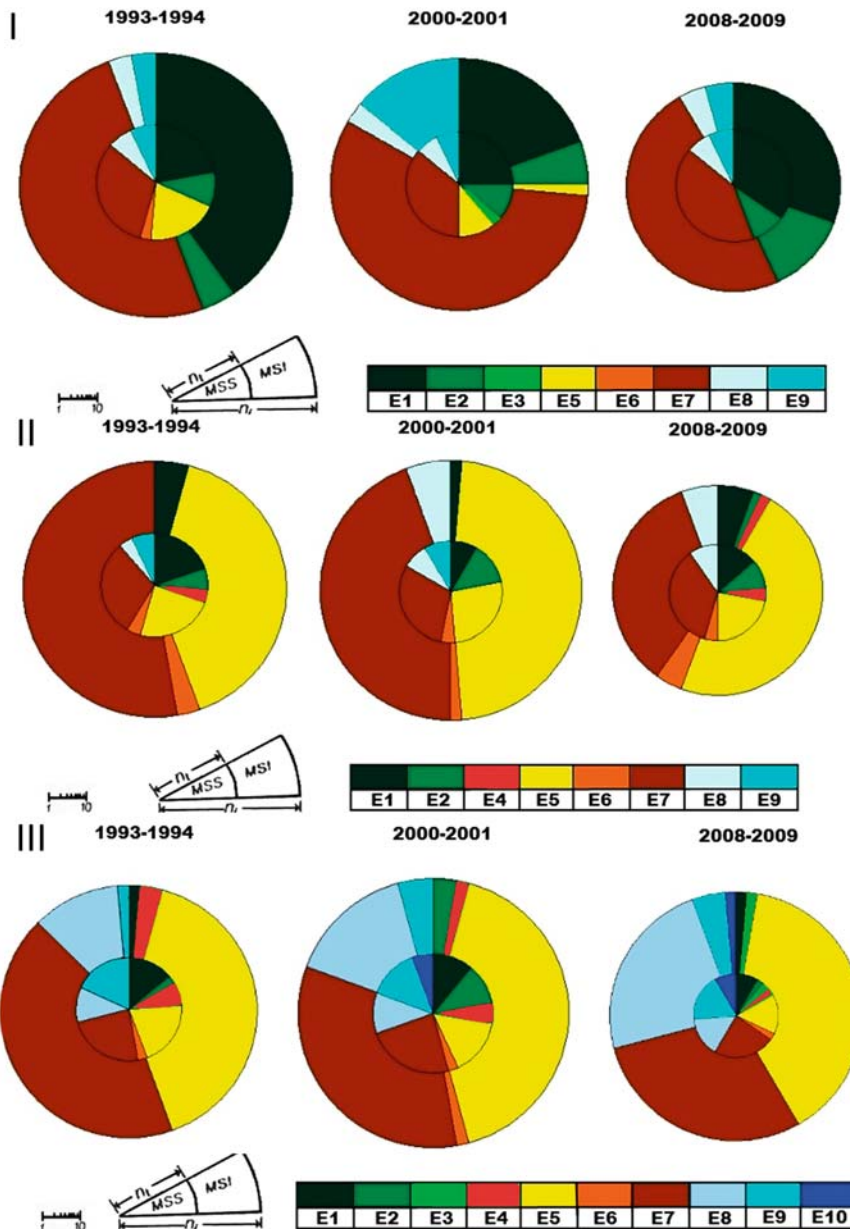 I
1993-1994 2000-2001 2008-2009
n₁ MSS MSI
1 10
E1 E2 E3 E5 E6 E7 E8 E9
II
1993-1994 2000-2001 2008-2009
n₁ MSS MSI
10
E1 E2 E4 E5 E6 E7 E8 E9
III
1993-1994 2000-2001 2008-2009
n₁ MSS MSI
10
E1 E2 E3 E4 E5 E6 E7 E8 E9 E10